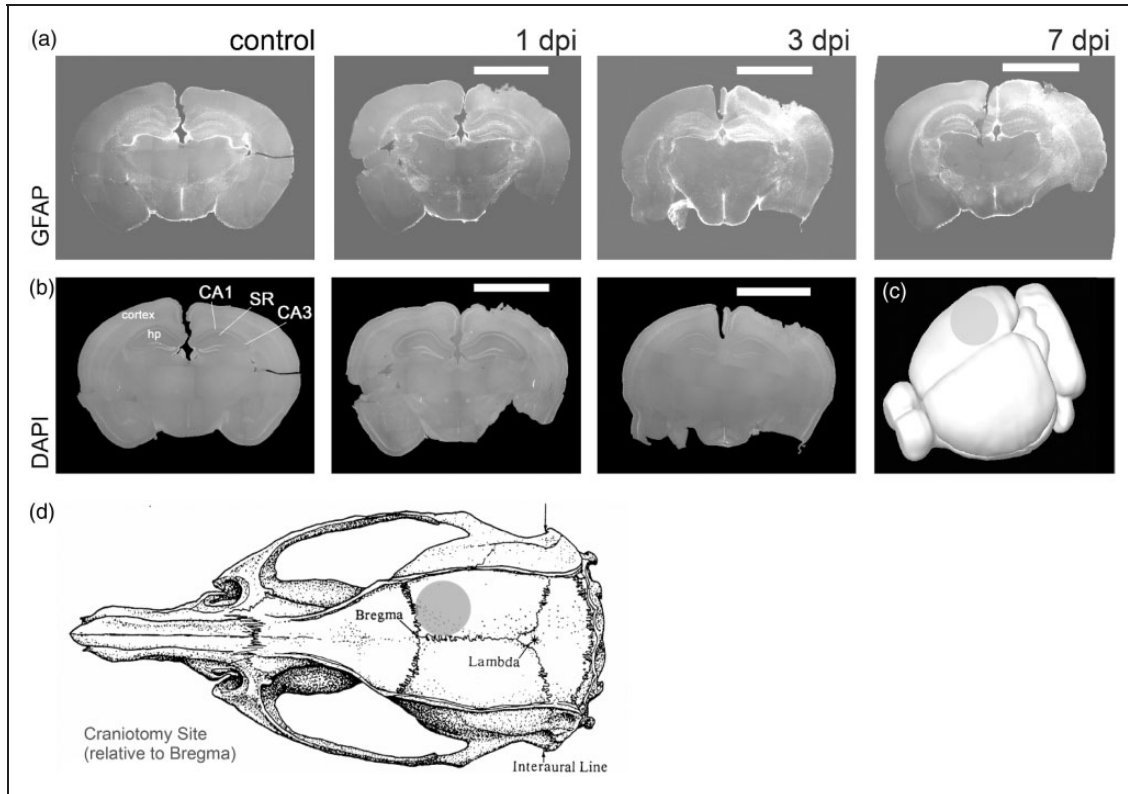 (a)
control
1 dpi
3 dpi
7 dpi
GFAP
(b)
CA1
SR
CA3
cortex
hp
(c)
DAPI
(d)
Bregma
Lambda
Craniotomy Site
(relative to Bregma)
Interaural Line